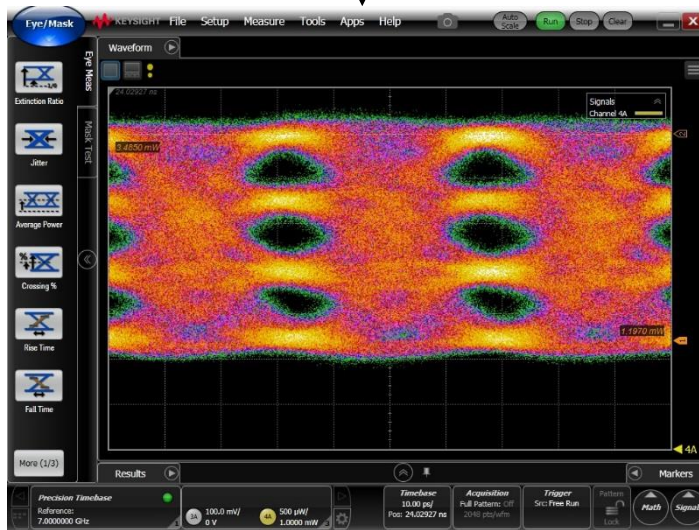 Eye/Mask
KEYSIGHT File Setup Measure Tools Apps Help
Auto Scale
Run
Stop
Clear
Waveform
Eye Meas
Mask Test
Extinction Ratio
Jitter
Average Power
Crossing %
Rise Time
Fall Time
More (1/3)
24.02927 ns
Signals
Channel 4A
3.4850 mW
1.1970 mW
4A
Results
Markers
Precision Timebase
Reference:
7.0000000 GHz
3A
100.0 mV/
0 V
4A
500 µW/
1.0000 mW
Timebase
10.00 ps/
Pos: 24.02927 ns
Acquisition
Full Pattern: Off
2048 pts/wfm
Trigger
Src: Free Run
Pattern
Lock
Math
Signals